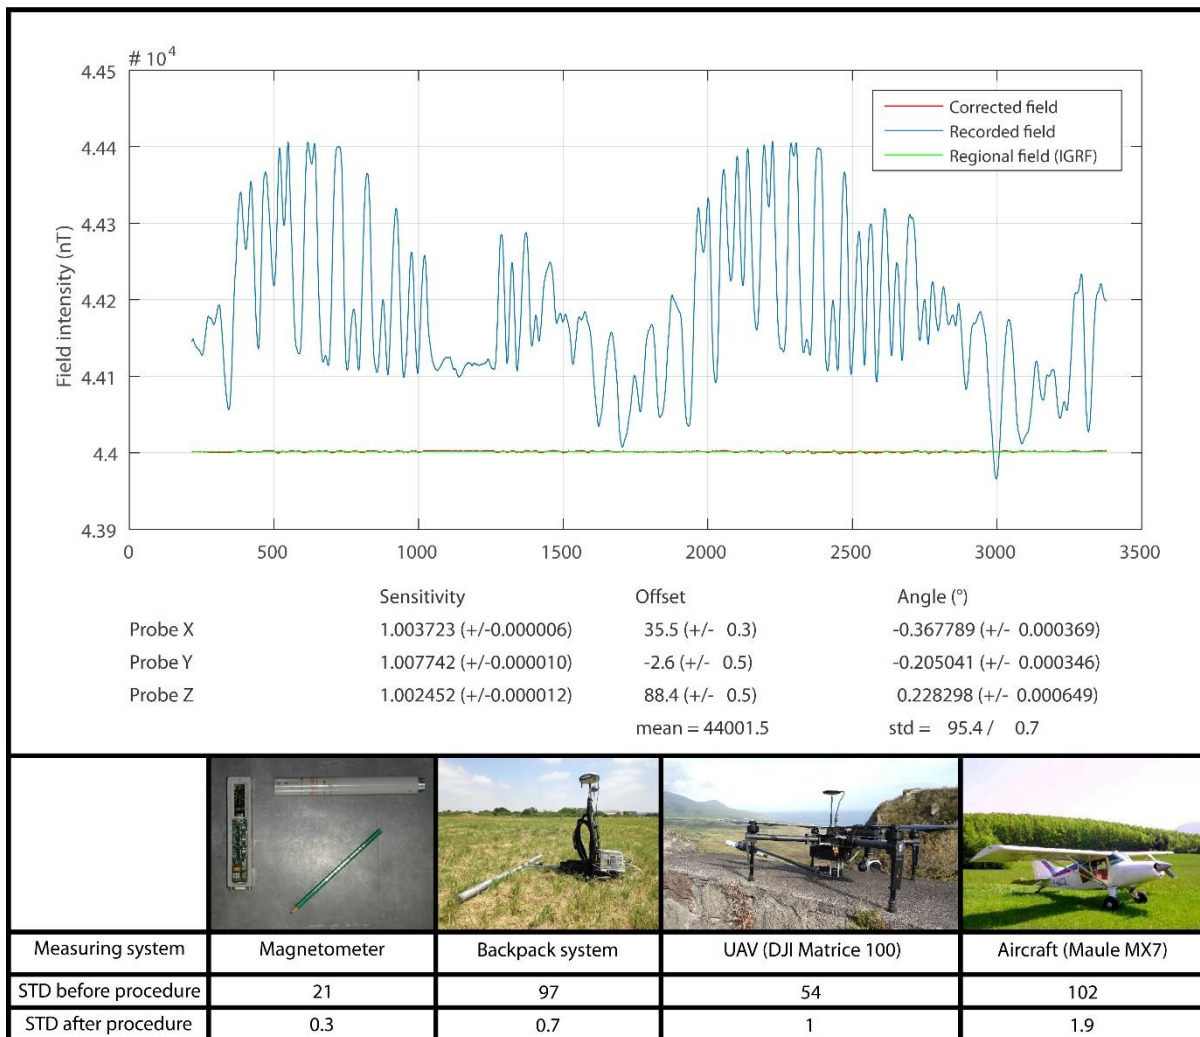 # 10^4
4.45
4.44
4.43
4.42
4.41
4.4
4.39
Field intensity (nT)
Corrected field
Recorded field
Regional field (IGRF)
0 500 1000 1500 2000 2500 3000 3500
Sensitivity Offset Angle (°)
Probe X 1.003723 (+/-0.000006) 35.5 (+/- 0.3) -0.367789 (+/- 0.000369)
Probe Y 1.007742 (+/-0.000010) -2.6 (+/- 0.5) -0.205041 (+/- 0.000346)
Probe Z 1.002452 (+/-0.000012) 88.4 (+/- 0.5) 0.228298 (+/- 0.000649)
mean = 44001.5 std = 95.4 / 0.7
Measuring system Magnetometer Backpack system UAV (DJI Matrice 100) Aircraft (Maule MX7)
STD before procedure 21 97 54 102
STD after procedure 0.3 0.7 1 1.9